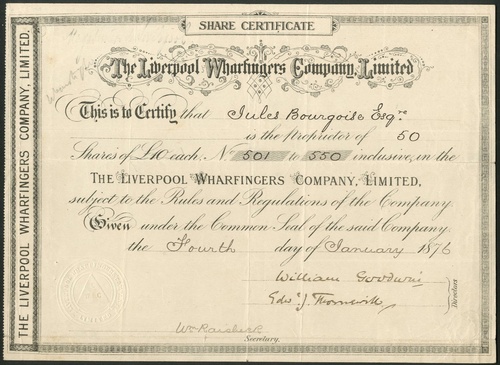 SHARE CERTIFICATE
The Liverpool Wharfingers Company, Limited
This is to Certify that Jules Bourgoise Esqre
is the Proprietor of 50
Shares of £10 each, No. 501 to 550 inclusive, in the
THE LIVERPOOL WHARFINGERS COMPANY, LIMITED,
subject to the Rules and Regulations of the Company.
Given under the Common Seal of the said Company
the Fourth day of January 1876
William Goodwin
Edwd J. Thornewill
Directors
Secretary.
THE LIVERPOOL WHARFINGERS COMPANY, LIMITED.